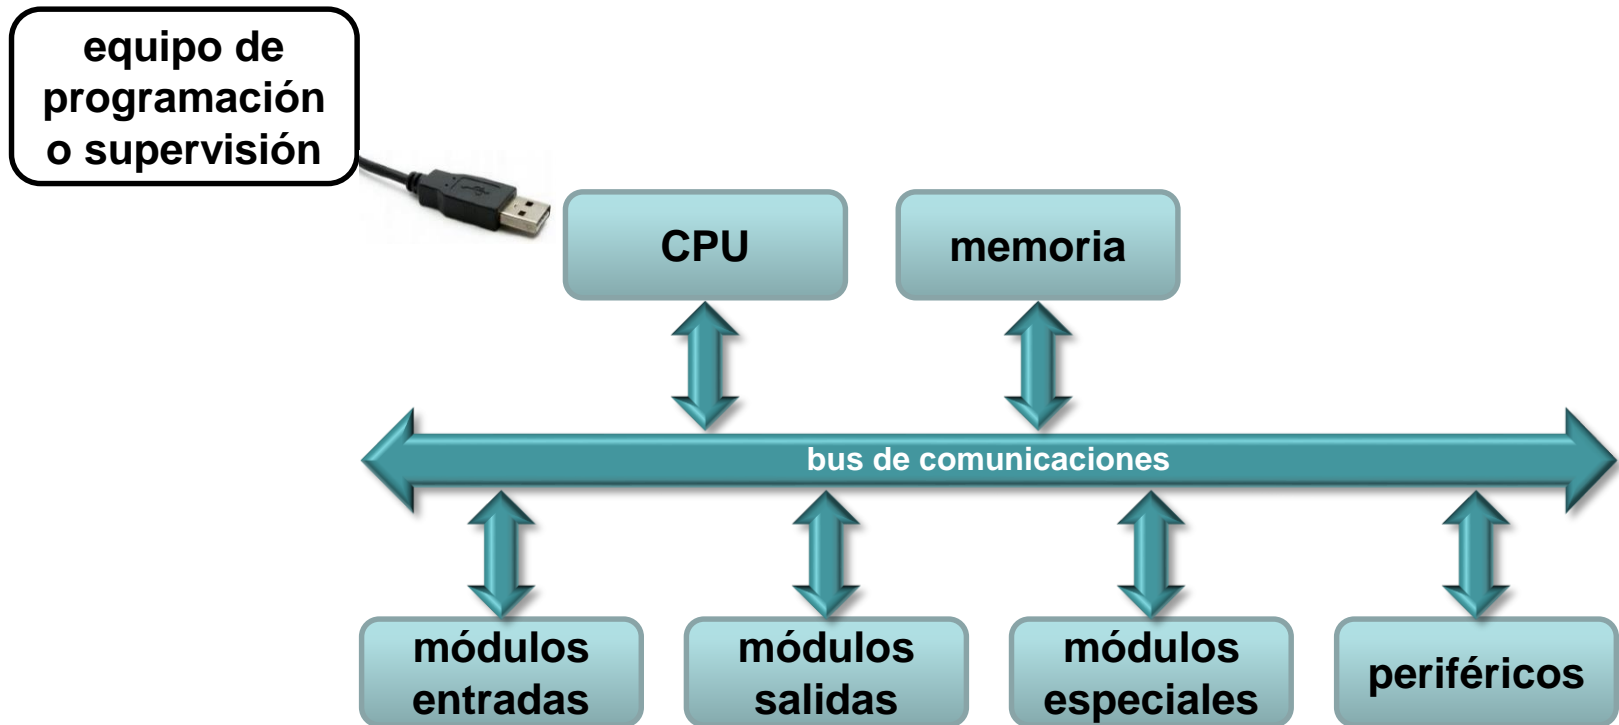 equipo de
programación
o supervisión
CPU
memoria
bus de comunicaciones
módulos
entradas
módulos
salidas
módulos
especiales
periféricos